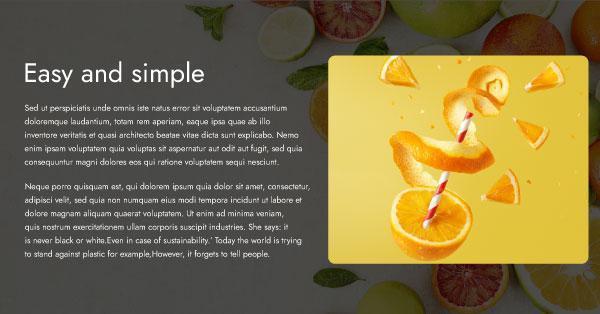 Easy and simple
Sed ut perspiciatis unde omnis iste natus error sit voluptatem accusantium
doloremque laudantium, totam rem aperiam, eaque ipsa quae ab illo
inventore veritatis et quasi architecto beatae vitae dicta sunt explicabo. Nemo
enim ipsam voluptatem quia voluptas sit aspernatur aut odit aut fugit, sed quia
consequuntur magni dolores eos qui ratione voluptatem sequi nesciunt.
Neque porro quisquam est, qui dolorem ipsum quia dolor sit amet, consectetur,
adipisci velit, sed quia non numquam eius modi tempora incidunt ut labore et
dolore magnam aliquam quaerat voluptatem. Ut enim ad minima veniam,
quis nostrum exercitationem ullam corporis suscipit industries. She says: it
is never black or white.Even in case of sustainability.' Today the world is trying
to stand against plastic for example,However, it forgets to tell people.